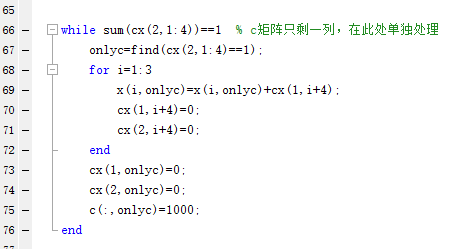 65
66 — while sum(cx(2,1:4))==1  % c矩阵只剩一列，在此处单独处理
67 —     onlyc=find(cx(2,1:4)==1);
68 —     for i=1:3
69 —         x(i,onlyc)=x(i,onlyc)+cx(1,i+4);
70 —         cx(1,i+4)=0;
71 —         cx(2,i+4)=0;
72 —     end
73 —     cx(1,onlyc)=0;
74 —     cx(2,onlyc)=0;
75 —     c(:,onlyc)=1000;
76 — end